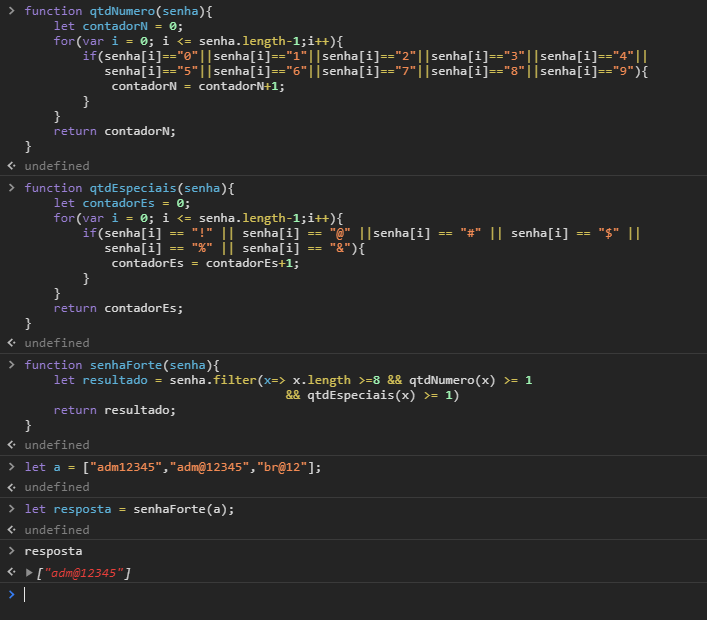 function qtdNumero(senha){
let contadorN = 0;
for(var i = 0; i <= senha.length-1;i++){
if(senha[i]=="0"||senha[i]=="1"||senha[i]=="2"||senha[i]=="3"||senha[i]=="4"||
senha[i]=="5"||senha[i]=="6"||senha[i]=="7"||senha[i]=="8"||senha[i]=="9"){
contadorN = contadorN+1;
}
}
return contadorN;
}
undefined
function qtdEspeciais(senha){
let contadorEs = 0;
for(var i = 0; i <= senha.length-1;i++){
if(senha[i] == "!" || senha[i] == "@" ||senha[i] == "#" || senha[i] == "$" ||
senha[i] == "%" || senha[i] == "&"){
contadorEs = contadorEs+1;
}
}
return contadorEs;
}
undefined
function senhaForte(senha){
let resultado = senha.filter(x=> x.length >=8 && qtdNumero(x) >= 1
&& qtdEspeciais(x) >= 1)
return resultado;
}
undefined
let a = ["adm12345","adm@12345","br@12"];
undefined
let resposta = senhaForte(a);
undefined
resposta
["adm@12345"]